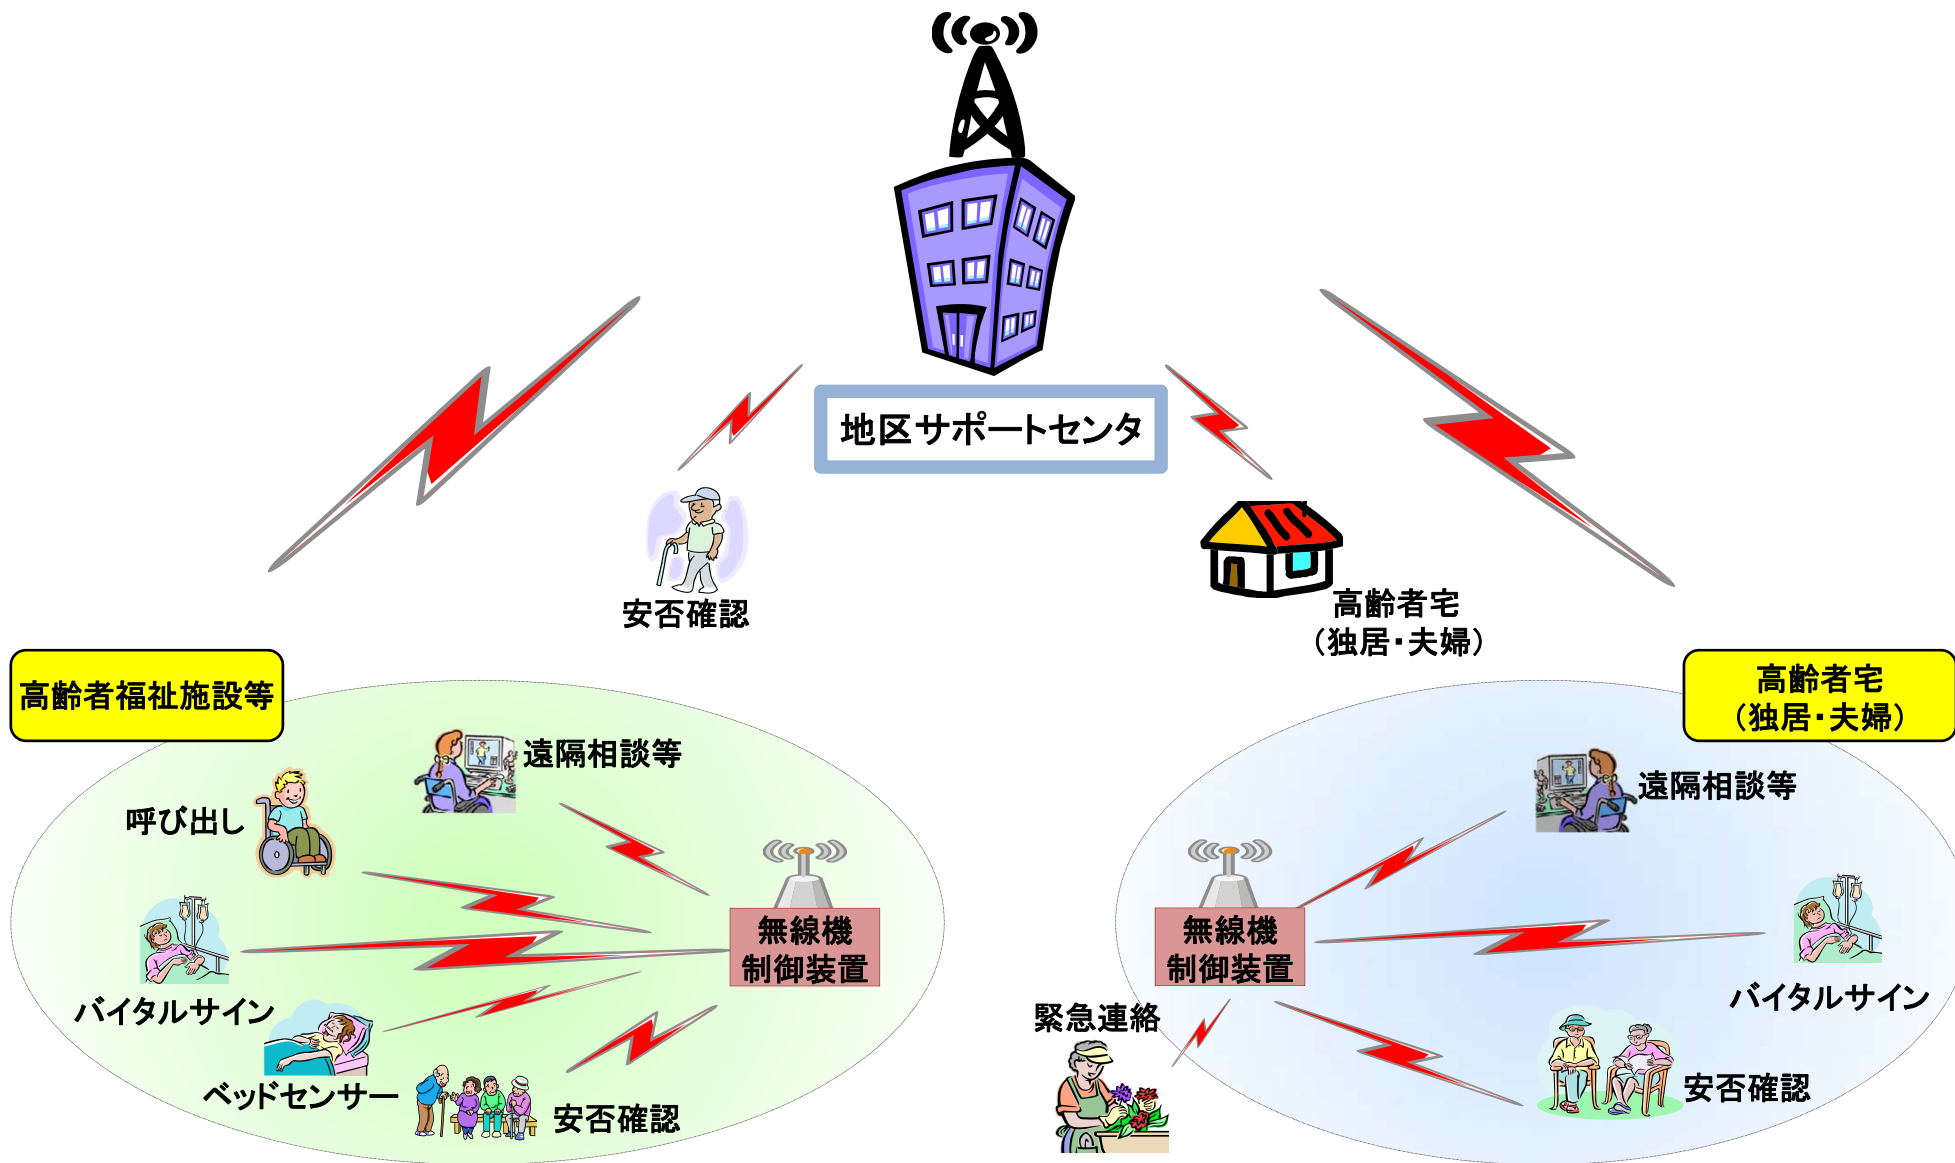 地区サポートセンタ
安否確認
高齢者宅
（独居・夫婦）
高齢者福祉施設等
高齢者宅
（独居・夫婦）
遠隔相談等
呼び出し
無線機
制御装置
バイタルサイン
ベッドセンサー
安否確認
遠隔相談等
無線機
制御装置
バイタルサイン
緊急連絡
安否確認